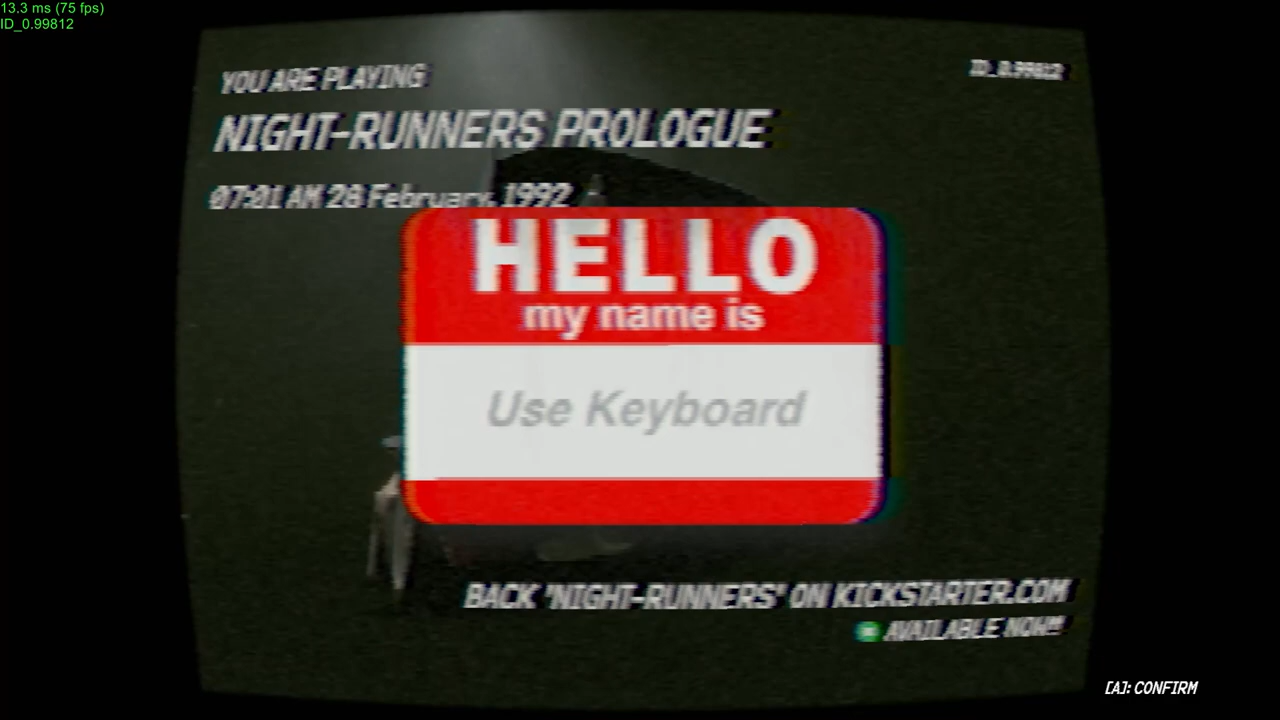 13.3 ms (75 fps)
ID_0.99812
YOU ARE PLAYING
ID_0.99812
NIGHT-RUNNERS PROLOGUE
07:01 AM 28 February, 1992
HELLO
my name is
Use Keyboard
BACK 'NIGHT-RUNNERS' ON KICKSTARTER.COM
AVAILABLE NOW!!
[A]: CONFIRM